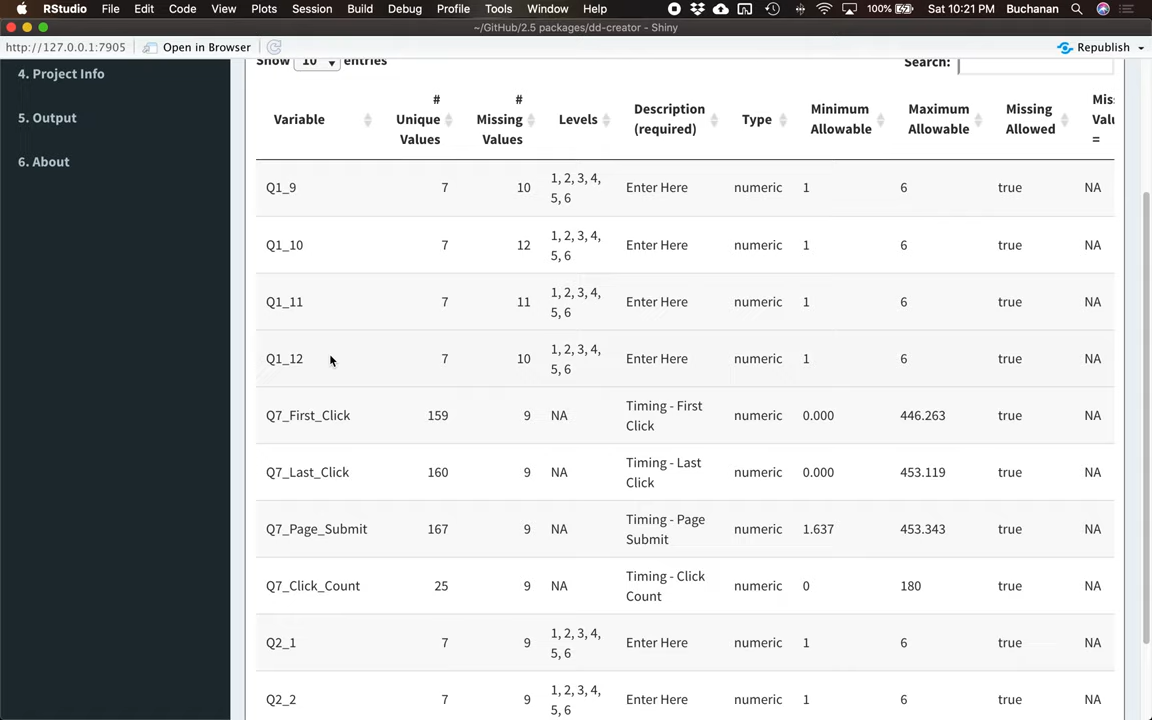 RStudio File Edit Code View Plots Session Build Debug Profile Tools Window Help 100% Sat 10:21 PM Buchanan
~/GitHub/2.5 packages/dd-creator - Shiny
http://127.0.0.1:7905 Open in Browser Republish
4. Project Info
5. Output
6. About
Show 10 entries Search:
Variable # Unique Values # Missing Values Levels Description (required) Type Minimum Allowable Maximum Allowable Missing Allowed =
Q1_9 7 10 1, 2, 3, 4, Enter Here numeric 1 6 true NA
5, 6
Q1_10 7 12 1, 2, 3, 4, Enter Here numeric 1 6 true NA
5, 6
Q1_11 7 11 1, 2, 3, 4, Enter Here numeric 1 6 true NA
5, 6
Q1_12 7 10 1, 2, 3, 4, Enter Here numeric 1 6 true NA
5, 6
Q7_First_Click 159 9 NA Timing - First numeric 0.000 446.263 true NA
Click
Q7_Last_Click 160 9 NA Timing - Last numeric 0.000 453.119 true NA
Click
Q7_Page_Submit 167 9 NA Timing - Page numeric 1.637 453.343 true NA
Submit
Q7_Click_Count 25 9 NA Timing - Click numeric 0 180 true NA
Count
Q2_1 7 9 1, 2, 3, 4, Enter Here numeric 1 6 true NA
5, 6
Q2_2 7 9 1, 2, 3, 4, Enter Here numeric 1 6 true NA
5, 6